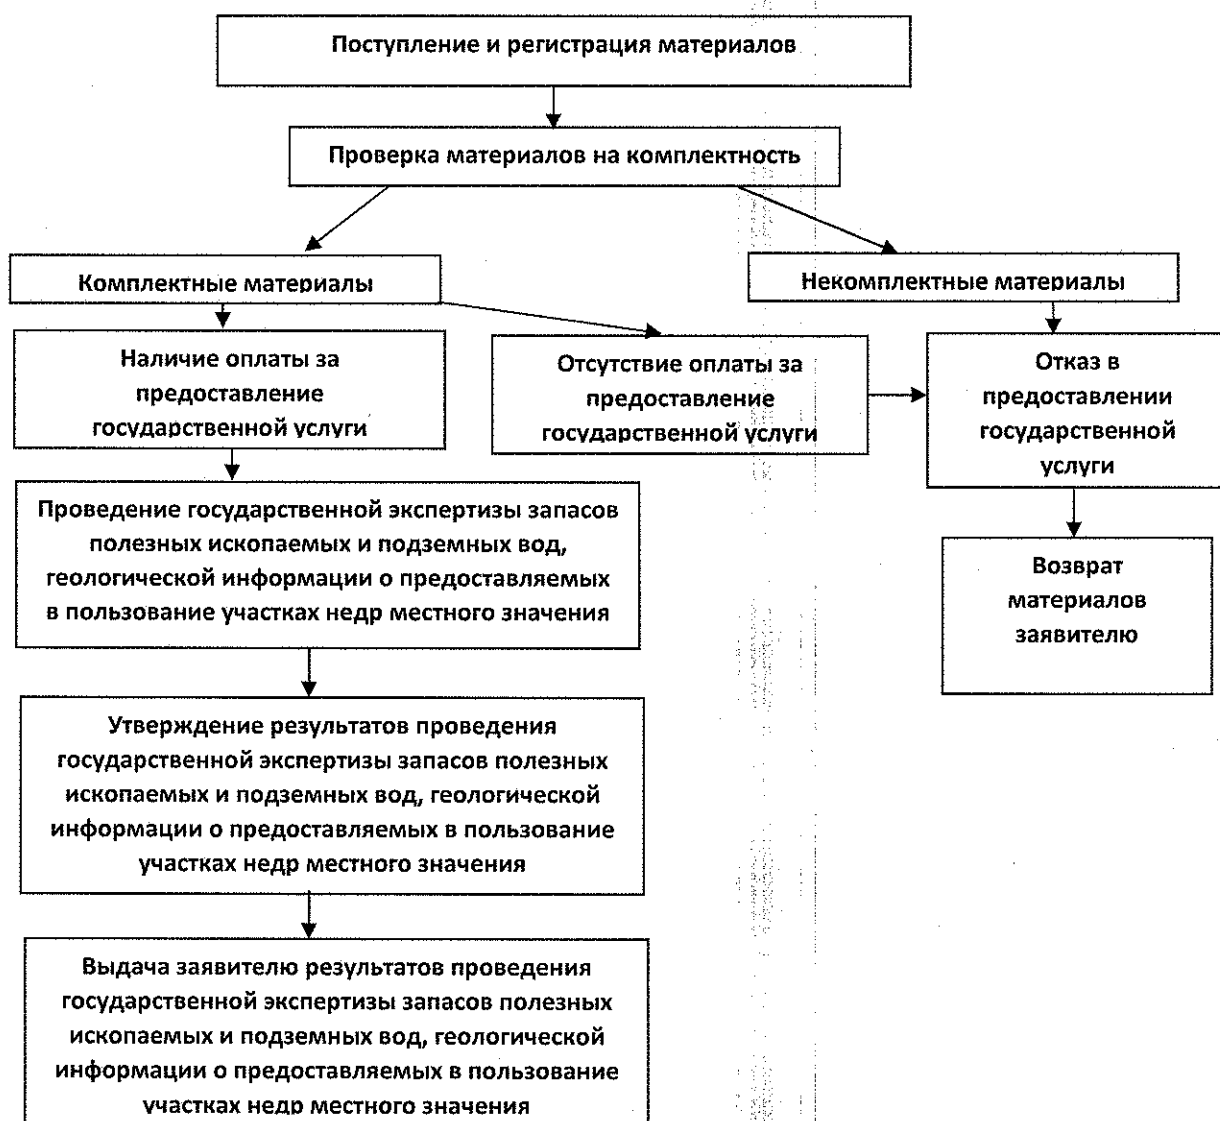 Поступление и регистрация материалов
Проверка материалов на комплектность
Комплектные материалы
Некомплектные материалы
Наличие оплаты за
предоставление
государственной услуги
Отсутствие оплаты за
предоставление
государственной услуги
Отказ в
предоставлении
государственной
услуги
Проведение государственной экспертизы запасов
полезных ископаемых и подземных вод,
геологической информации о предоставляемых
в пользование участках недр местного значения
Возврат
материалов
заявителю
Утверждение результатов проведения
государственной экспертизы запасов полезных
ископаемых и подземных вод, геологической
информации о предоставляемых в пользование
участках недр местного значения
Выдача заявителю результатов проведения
государственной экспертизы запасов полезных
ископаемых и подземных вод, геологической
информации о предоставляемых в пользование
участках недр местного значения